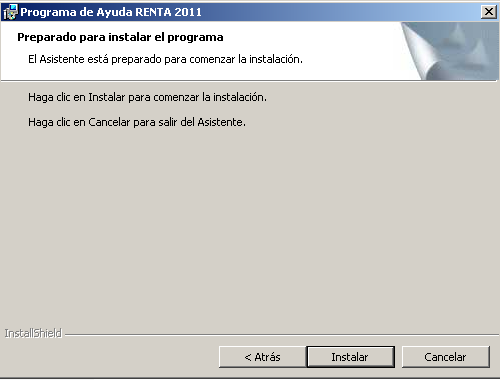 Programa de Ayuda RENTA 2011
Preparado para instalar el programa
El Asistente está preparado para comenzar la instalación.
Haga clic en Instalar para comenzar la instalación.
Haga clic en Cancelar para salir del Asistente.
InstallShield
< Atrás Instalar Cancelar